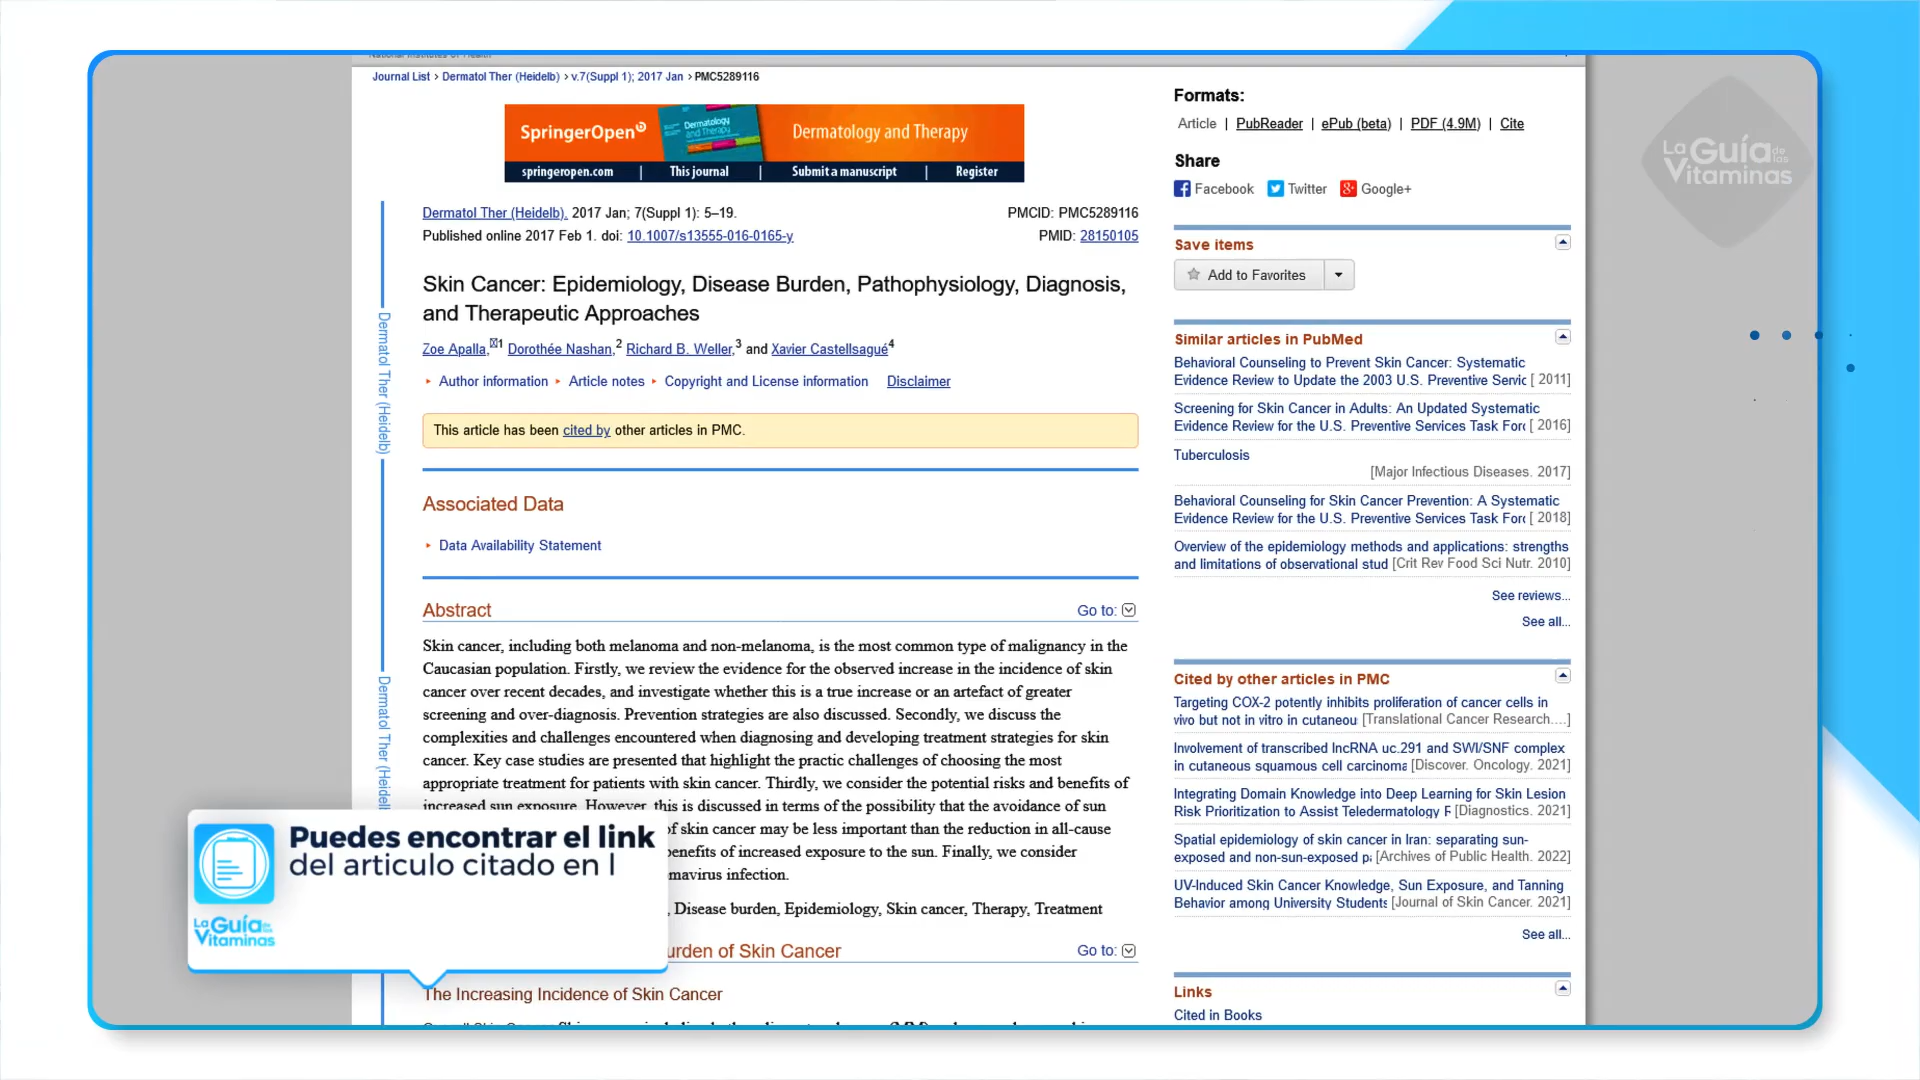 Journal List > Dermatol Ther (Heidelb) > v.7(Suppl 1); 2017 Jan > PMC5289116
SpringerOpen
Dermatology and Therapy
Dermatology and Therapy
springeropen.com | This journal | Submit a manuscript | Register
Dermatol Ther (Heidelb). 2017 Jan; 7(Suppl 1): 5–19.
PMCID: PMC5289116
Published online 2017 Feb 1. doi: 10.1007/s13555-016-0165-y
PMID: 28150105
Skin Cancer: Epidemiology, Disease Burden, Pathophysiology, Diagnosis,
and Therapeutic Approaches
Zoe Apalla,1 Dorothée Nashan,2 Richard B. Weller,3 and Xavier Castellsagué4
Author information Article notes Copyright and License information Disclaimer
This article has been cited by other articles in PMC.
Associated Data
Data Availability Statement
Abstract
Go to:
Skin cancer, including both melanoma and non-melanoma, is the most common type of malignancy in the
Caucasian population. Firstly, we review the evidence for the observed increase in the incidence of skin
cancer over recent decades, and investigate whether this is a true increase or an artefact of greater
screening and over-diagnosis. Prevention strategies are also discussed. Secondly, we discuss the
complexities and challenges encountered when diagnosing and developing treatment strategies for skin
cancer. Key case studies are presented that highlight the practic challenges of choosing the most
appropriate treatment for patients with skin cancer. Thirdly, we consider the potential risks and benefits of
increased sun exposure. However, this is discussed in terms of the possibility that the avoidance of sun
of skin cancer may be less important than the reduction in all-cause
benefits of increased exposure to the sun. Finally, we consider
infection.
, Disease burden, Epidemiology, Skin cancer, Therapy, Treatment
of Skin Cancer
Go to:
The Increasing Incidence of Skin Cancer
Dermatol Ther (Heidelb)
Dermatol Ther (Heidelb
Puedes encontrar el link
del articulo citado en l
La Guía de las
Vitaminas
Formats:
Article | PubReader | ePub (beta) | PDF (4.9M) | Cite
Share
Facebook Twitter Google+
Save items
Add to Favorites
Similar articles in PubMed
Behavioral Counseling to Prevent Skin Cancer: Systematic
Evidence Review to Update the 2003 U.S. Preventive Servic [ 2011]
Screening for Skin Cancer in Adults: An Updated Systematic
Evidence Review for the U.S. Preventive Services Task Forc [ 2016]
Tuberculosis
[Major Infectious Diseases. 2017]
Behavioral Counseling for Skin Cancer Prevention: A Systematic
Evidence Review for the U.S. Preventive Services Task Forc [ 2018]
Overview of the epidemiology methods and applications: strengths
and limitations of observational stud [Crit Rev Food Sci Nutr. 2010]
See reviews...
See all...
Cited by other articles in PMC
Targeting COX-2 potently inhibits proliferation of cancer cells in
vivo but not in vitro in cutaneou [Translational Cancer Research....]
Involvement of transcribed lncRNA uc.291 and SWI/SNF complex
in cutaneous squamous cell carcinoma [Discover. Oncology. 2021]
Integrating Domain Knowledge into Deep Learning for Skin Lesion
Risk Prioritization to Assist Teledermatology F [Diagnostics. 2021]
Spatial epidemiology of skin cancer in Iran: separating sun-
exposed and non-sun-exposed pa [Archives of Public Health. 2022]
UV-Induced Skin Cancer Knowledge, Sun Exposure, and Tanning
Behavior among University Students [Journal of Skin Cancer. 2021]
See all...
Links
Cited in Books
La Guía de las
Vitaminas